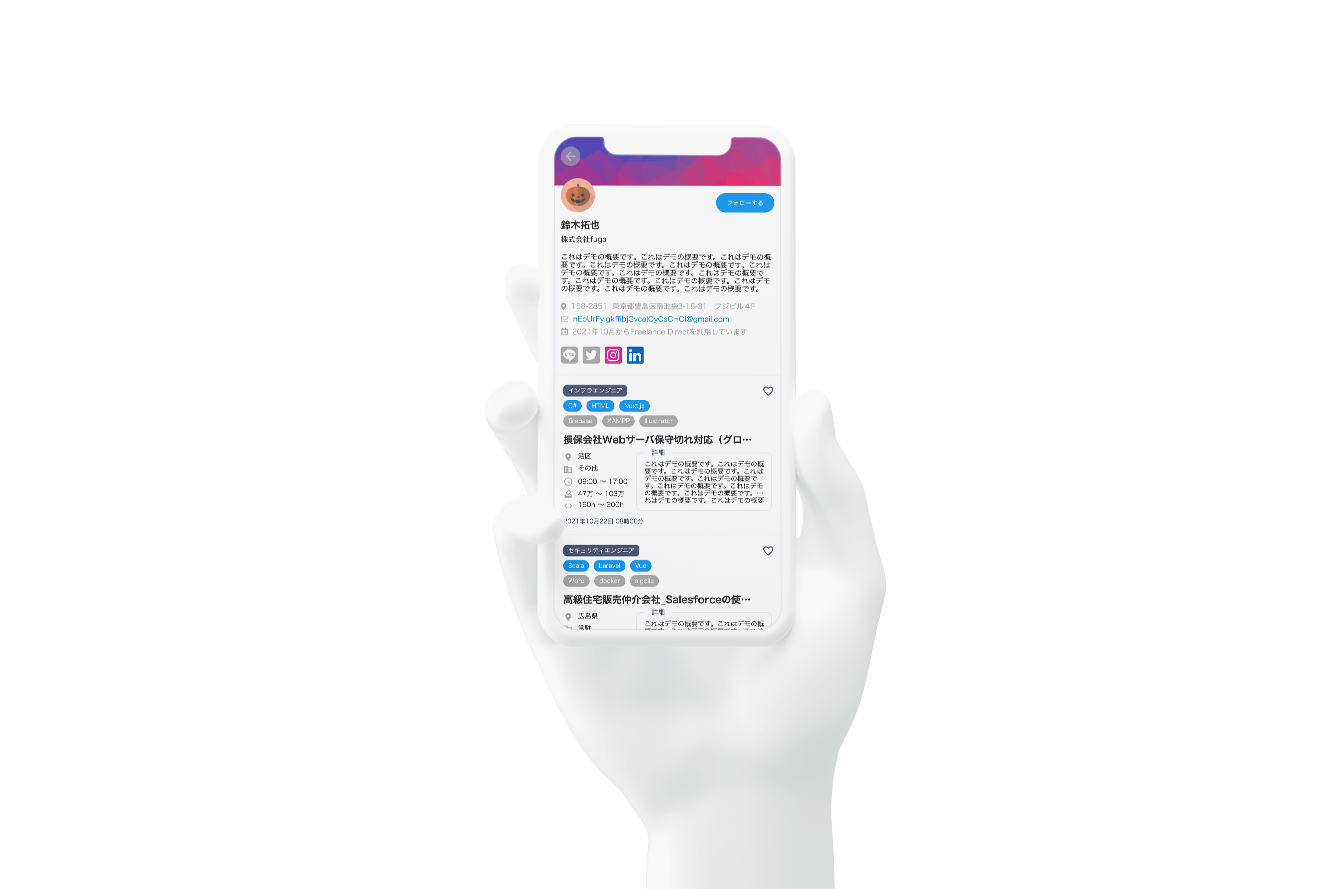 フォローする
鈴木拓也
株式会社fuga
これはデモの概要です。これはデモの概要です。これはデモの概
要です。これはデモの概要です。これはデモの概要です。これは
デモの概要です。これはデモの概要です。これはデモの概要で
す。これはデモの概要です。これはデモの概要です。これはデモ
の概要です。これはデモの概要です。これはデモの概要です。
東京都豊島区南池袋3-18-31 フジビル4F
@gmail.com
2021年10月からFreelance Directを利用しています
LINE
in
インフラエンジニア
C# HTML Nuxt.js
firebase XAMPP illustrator
損保会社Webサーバ保守切れ対応（グロ…
港区
その他
09:00 〜 17:00
47万 〜 103万
160h 〜 200h
詳細
これはデモの概要です。これはデモの概
要です。これはデモの概要です。これは
デモの概要です。これはデモの概要で
す。これはデモの概要です。これはデモ
の概要です。これはデモの概要です。…
れはデモの概要です。これはデモの概要
2021年10月22日 08時00分
セキュリティエンジニア
Scala Laravel Vue
Word docker algolia
高級住宅販売仲介会社_Salesforceの使…
広島県
常駐
詳細
これはデモの概要です。これはデモの概